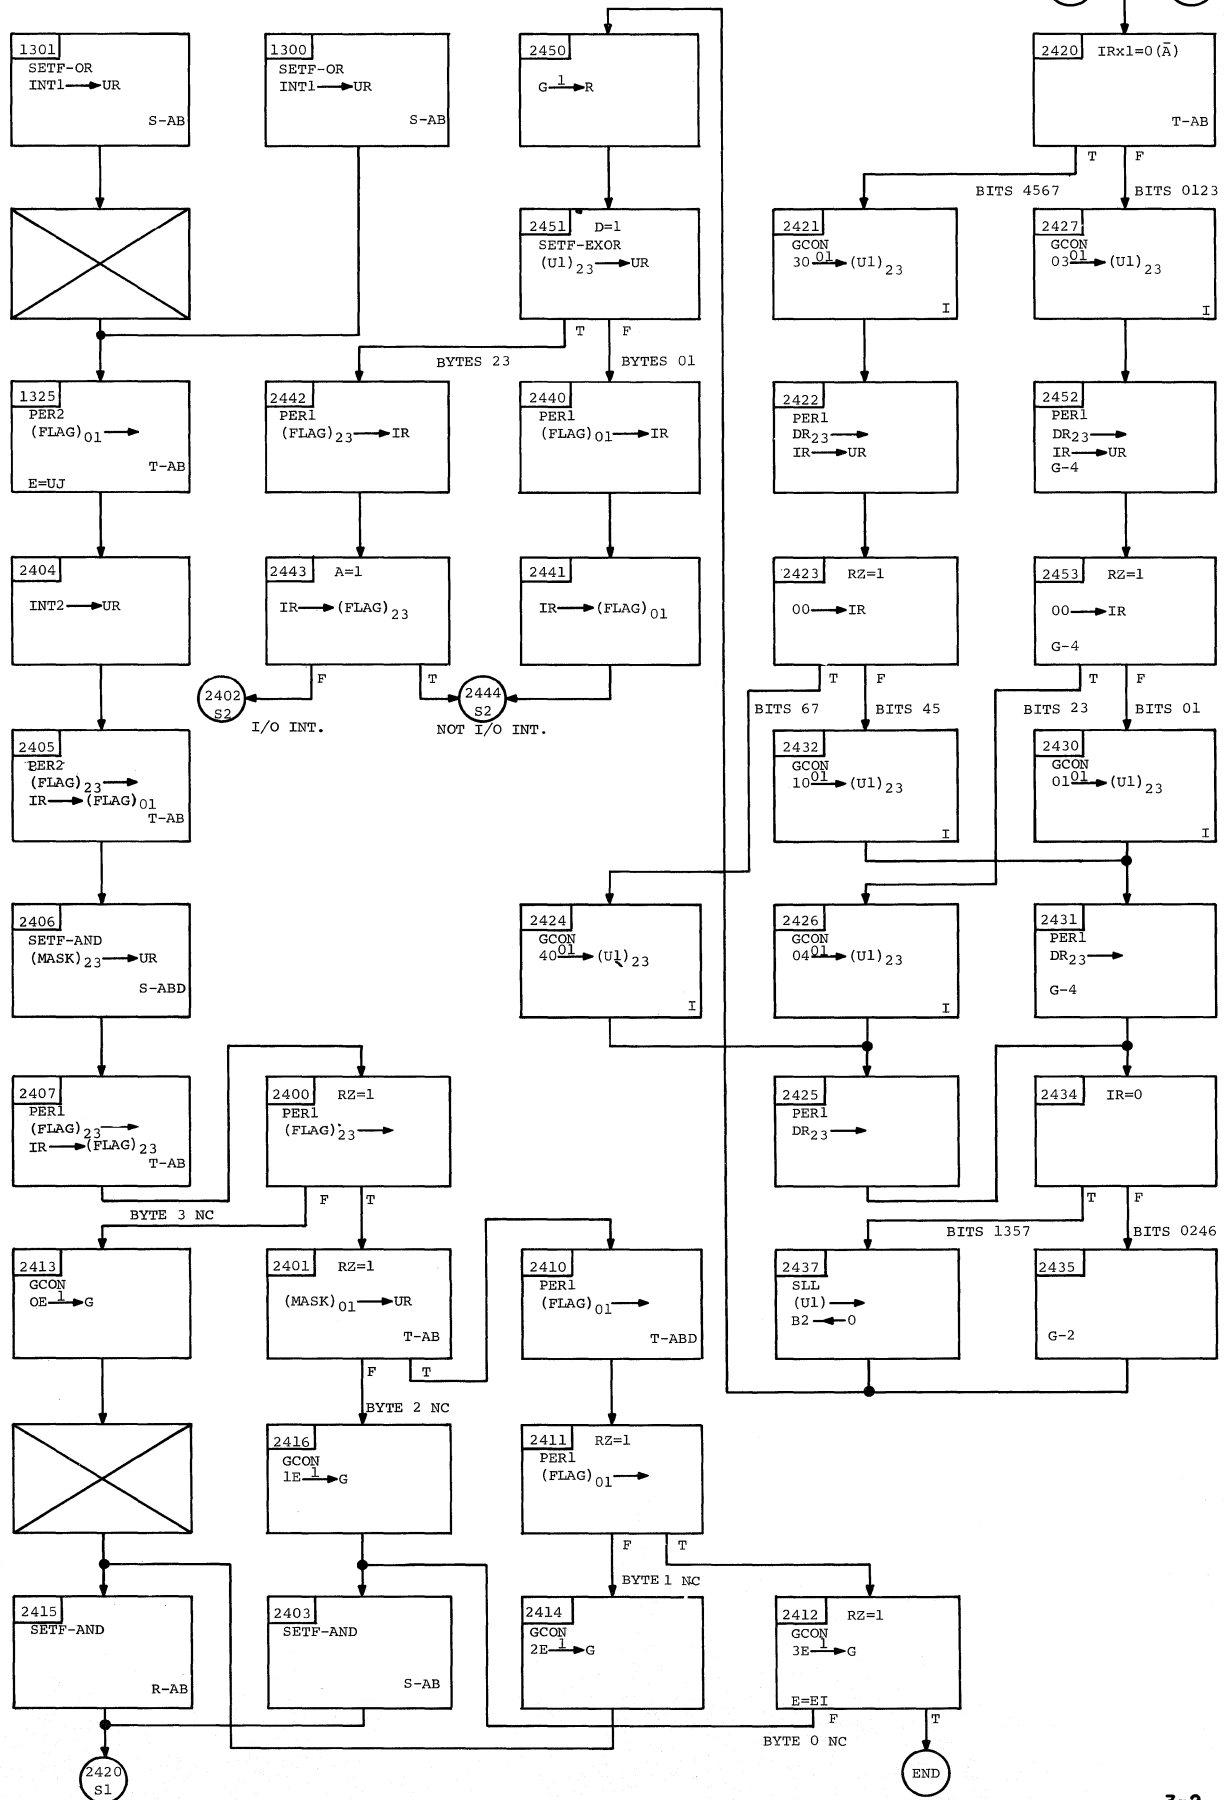 1301
SETF-OR
INT1→UR
S-AB
1300
SETF-OR
INT1→UR
S-AB
2450
G 1→R
2420 IRx1=0(Ā)
T-AB
T F
BITS 4567
BITS 0123
2451 D=1
SETF-EXOR
(U1)23→UR
T F
BYTES 23
BYTES 01
2421
GCON
30 01→(U1)23
I
2427
GCON
03 01→(U1)23
I
1325
PER2
(FLAG)01→
T-AB
E=UJ
2442
PER1
(FLAG)23→IR
2440
PER1
(FLAG)01→IR
2422
PER1
DR23→
IR→UR
2452
PER1
DR23→
IR→UR
G-4
2404
INT2→UR
2443 A=1
IR→(FLAG)23
F T
2441
IR→(FLAG)01
2423 RZ=1
00→IR
T F
2453 RZ=1
00→IR
G-4
T F
2402
S2
I/O INT.
2444
S2
NOT I/O INT.
BITS 67
BITS 45
BITS 23
BITS 01
2405
PER2
(FLAG)23→
IR→(FLAG)01
T-AB
2432
GCON
10 01→(U1)23
I
2430
GCON
01 01→(U1)23
I
2406
SETF-AND
(MASK)23→UR
S-ABD
2424
GCON
40 01→(U1)23
I
2426
GCON
04 01→(U1)23
I
2431
PER1
DR23→
G-4
2407
PER1
(FLAG)23→
IR→(FLAG)23
T-AB
2400 RZ=1
PER1
(FLAG)23→
F T
BYTE 3 NC
2425
PER1
DR23→
2434 IR=0
T F
BITS 1357
BITS 0246
2413
GCON
OE 1→G
2401 RZ=1
(MASK)01→UR
T-AB
F T
BYTE 2 NC
2410
PER1
(FLAG)01→
T-ABD
2437
SLL
(U1)→
B2←0
2435
G-2
2416
GCON
1E 1→G
2411 RZ=1
PER1
(FLAG)01→
F T
BYTE 1 NC
2415
SETF-AND
R-AB
2403
SETF-AND
S-AB
2414
GCON
2E 1→G
2412 RZ=1
GCON
3E 1→G
E=EI
F T
BYTE 0 NC
2420
S1
END